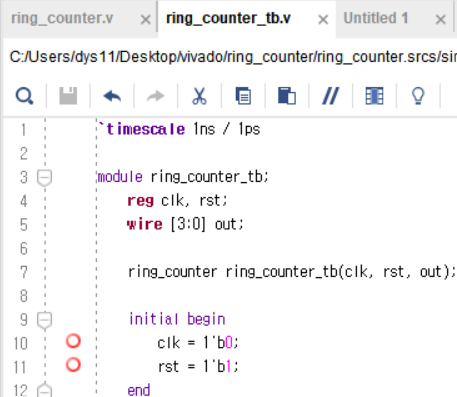 ring_counter.v × ring_counter_tb.v × Untitled 1 ×
C:/Users/dys11/Desktop/vivado/ring_counter/ring_counter.srcs/sir
//
1 `timescale 1ns / 1ps
2
3 module ring_counter_tb;
4 reg clk, rst;
5 wire [3:0] out;
6
7 ring_counter ring_counter_tb(clk, rst, out);
8
9 initial begin
10 clk = 1'b0;
11 rst = 1'b1;
12 end